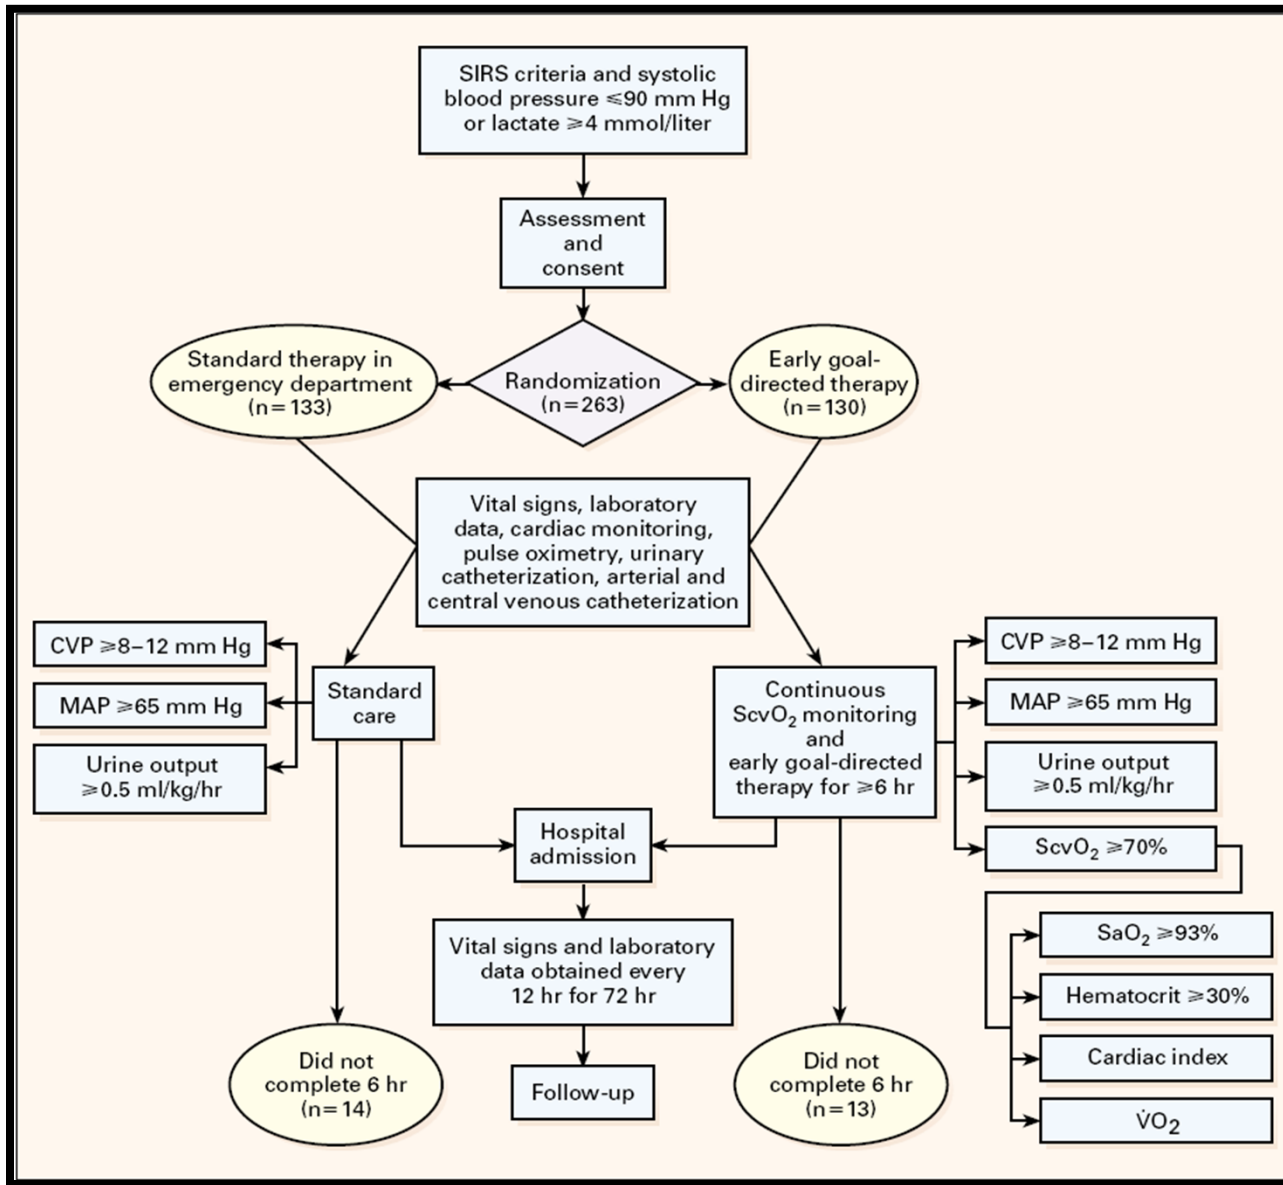 SIRS criteria and systolic
blood pressure ≤90 mm Hg
or lactate ≥4 mmol/liter
Assessment
and
consent
Standard therapy in
emergency department
(n=133)
Randomization
(n=263)
Early goal-
directed therapy
(n=130)
Vital signs, laboratory
data, cardiac monitoring,
pulse oximetry, urinary
catheterization, arterial and
central venous catheterization
CVP ≥8–12 mm Hg
MAP ≥65 mm Hg
Urine output
≥0.5 ml/kg/hr
Standard
care
Continuous
ScvO₂ monitoring
and
early goal-directed
therapy for ≥6 hr
CVP ≥8–12 mm Hg
MAP ≥65 mm Hg
Urine output
≥0.5 ml/kg/hr
ScvO₂ ≥70%
Hospital
admission
SaO₂ ≥93%
Hematocrit ≥30%
Cardiac index
V̇O₂
Vital signs and laboratory
data obtained every
12 hr for 72 hr
Did not
complete 6 hr
(n=14)
Follow-up
Did not
complete 6 hr
(n=13)